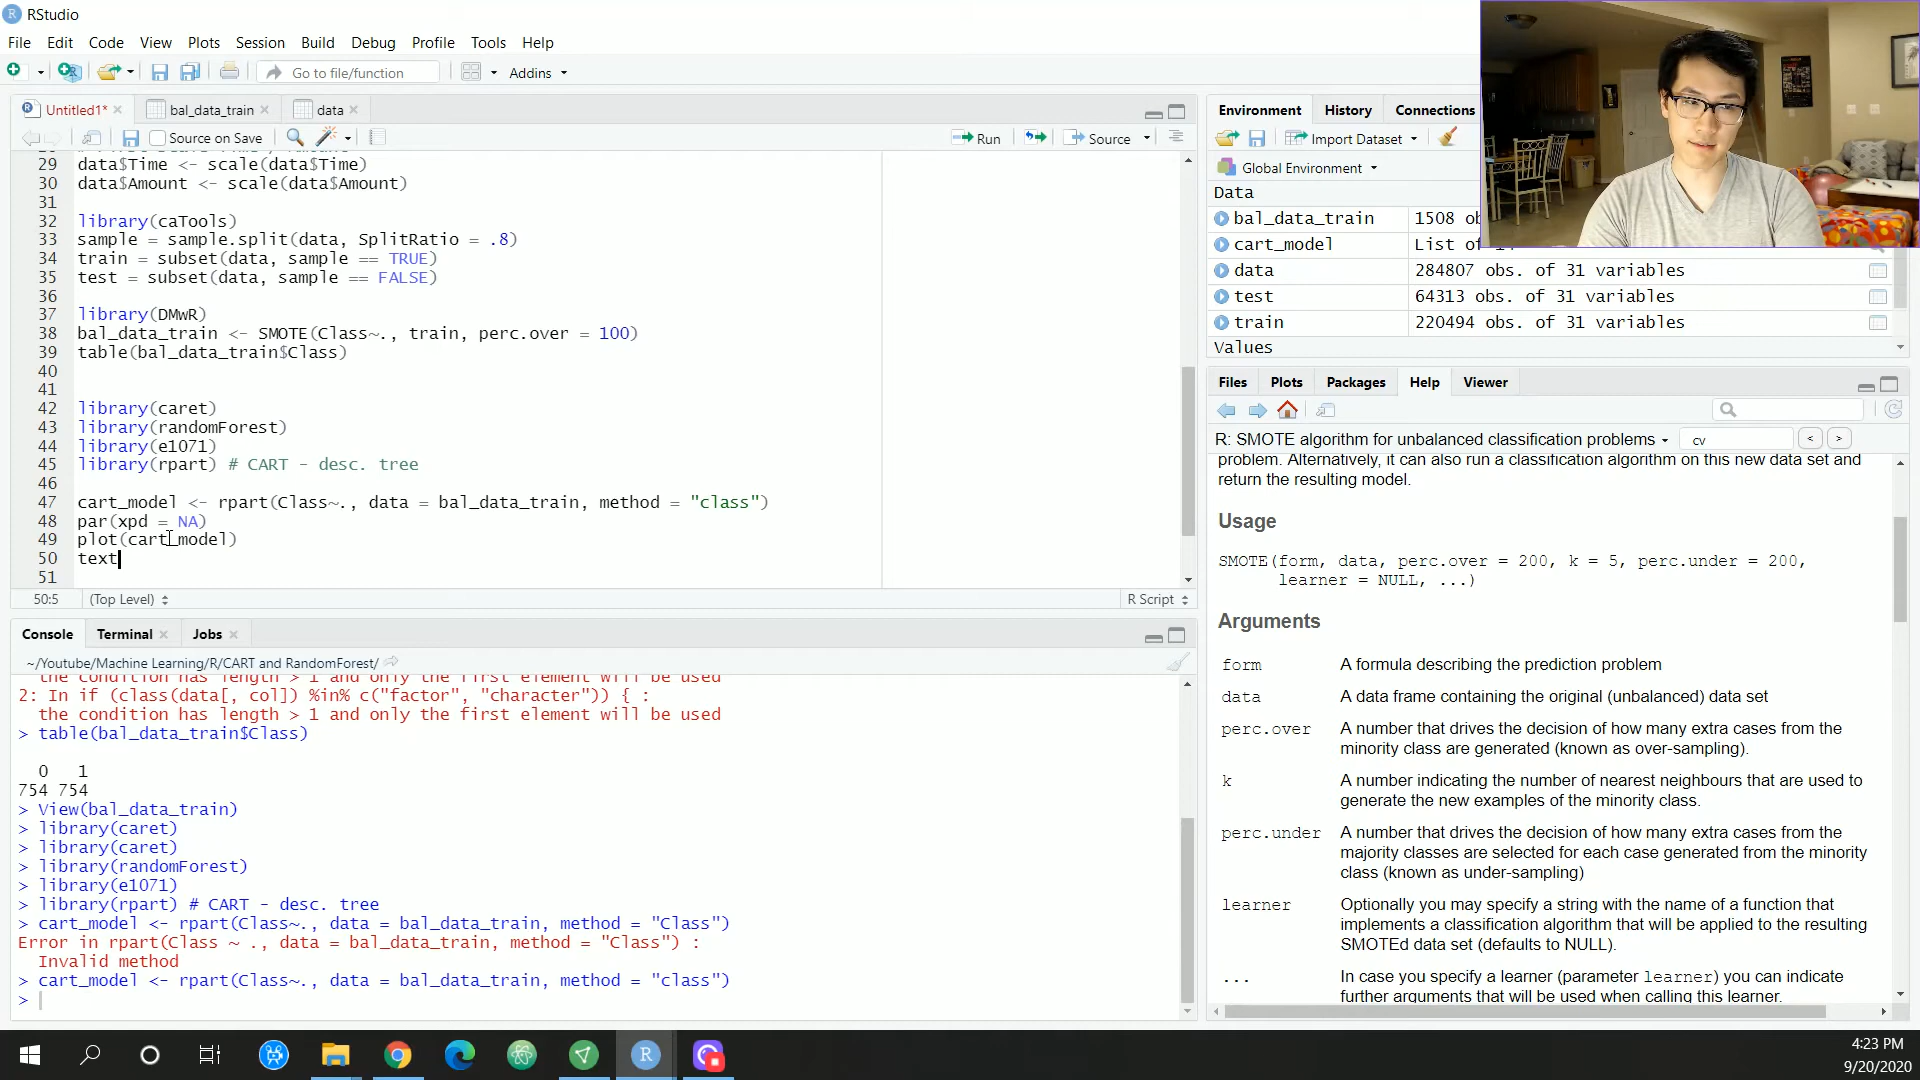 RStudio
File Edit Code View Plots Session Build Debug Profile Tools Help
Go to file/function Addins
Untitled1* bal_data_train data
Source on Save Run Source
29 data$Time <- scale(data$Time)
30 data$Amount <- scale(data$Amount)
31
32 library(caTools)
33 sample = sample.split(data, SplitRatio = .8)
34 train = subset(data, sample == TRUE)
35 test = subset(data, sample == FALSE)
36
37 library(DMwR)
38 bal_data_train <- SMOTE(Class~., train, perc.over = 100)
39 table(bal_data_train$Class)
40
41
42 library(caret)
43 library(randomForest)
44 library(e1071)
45 library(rpart) # CART - desc. tree
46
47 cart_model <- rpart(Class~., data = bal_data_train, method = "class")
48 par(xpd = NA)
49 plot(cart_model)
50 text
51
50:5 (Top Level) R Script
Console Terminal Jobs
~/Youtube/Machine Learning/R/CART and RandomForest/
the condition has length > 1 and only the first element will be used
2: In if (class(data[, col]) %in% c("factor", "character")) { :
the condition has length > 1 and only the first element will be used
> table(bal_data_train$Class)
0 1
754 754
> View(bal_data_train)
> library(caret)
> library(caret)
> library(randomForest)
> library(e1071)
> library(rpart) # CART - desc. tree
> cart_model <- rpart(Class~., data = bal_data_train, method = "Class")
Error in rpart(Class ~ ., data = bal_data_train, method = "Class") :
Invalid method
> cart_model <- rpart(Class~., data = bal_data_train, method = "class")
>
Environment History Connections
Import Dataset
Global Environment
Data
bal_data_train 1508 ob
cart_model List of
data 284807 obs. of 31 variables
test 64313 obs. of 31 variables
train 220494 obs. of 31 variables
Values
Files Plots Packages Help Viewer
R: SMOTE algorithm for unbalanced classification problems cv < >
problem. Alternatively, it can also run a classification algorithm on this new data set and
return the resulting model.
Usage
SMOTE(form, data, perc.over = 200, k = 5, perc.under = 200,
learner = NULL, ...)
Arguments
form A formula describing the prediction problem
data A data frame containing the original (unbalanced) data set
perc.over A number that drives the decision of how many extra cases from the
minority class are generated (known as over-sampling).
k A number indicating the number of nearest neighbours that are used to
generate the new examples of the minority class.
perc.under A number that drives the decision of how many extra cases from the
majority classes are selected for each case generated from the minority
class (known as under-sampling)
learner Optionally you may specify a string with the name of a function that
implements a classification algorithm that will be applied to the resulting
SMOTEd data set (defaults to NULL).
... In case you specify a learner (parameter learner) you can indicate
further arguments that will be used when calling this learner.
4:23 PM
9/20/2020